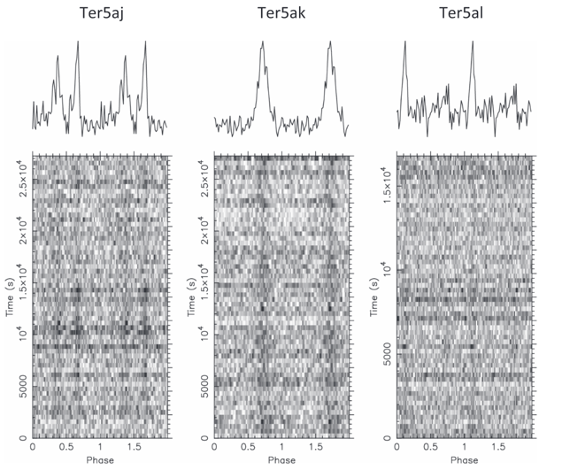 Ter5aj Ter5ak Ter5al
2.5×10⁴ 2.5×10⁴ 1.5×10⁴
2×10⁴ 2×10⁴
1.5×10⁴ 1.5×10⁴ 10⁴
Time (s) Time (s) Time (s)
10⁴ 10⁴
5000 5000 5000
0 0 0
0 0.5 1 1.5 0 0.5 1 1.5 0 0.5 1 1.5
Phase Phase Phase